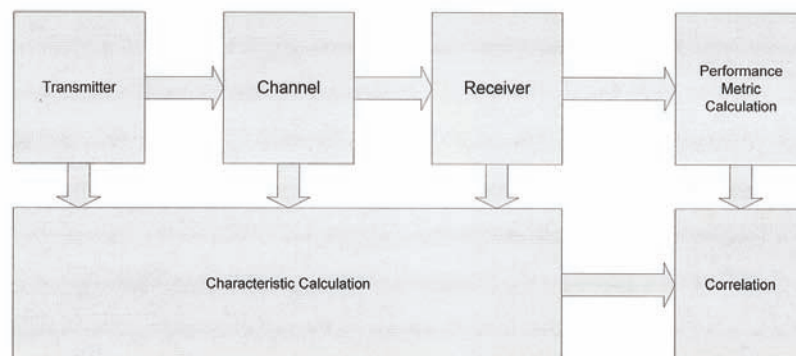 Transmitter
Channel
Receiver
Performance
Metric
Calculation
Characteristic Calculation
Correlation